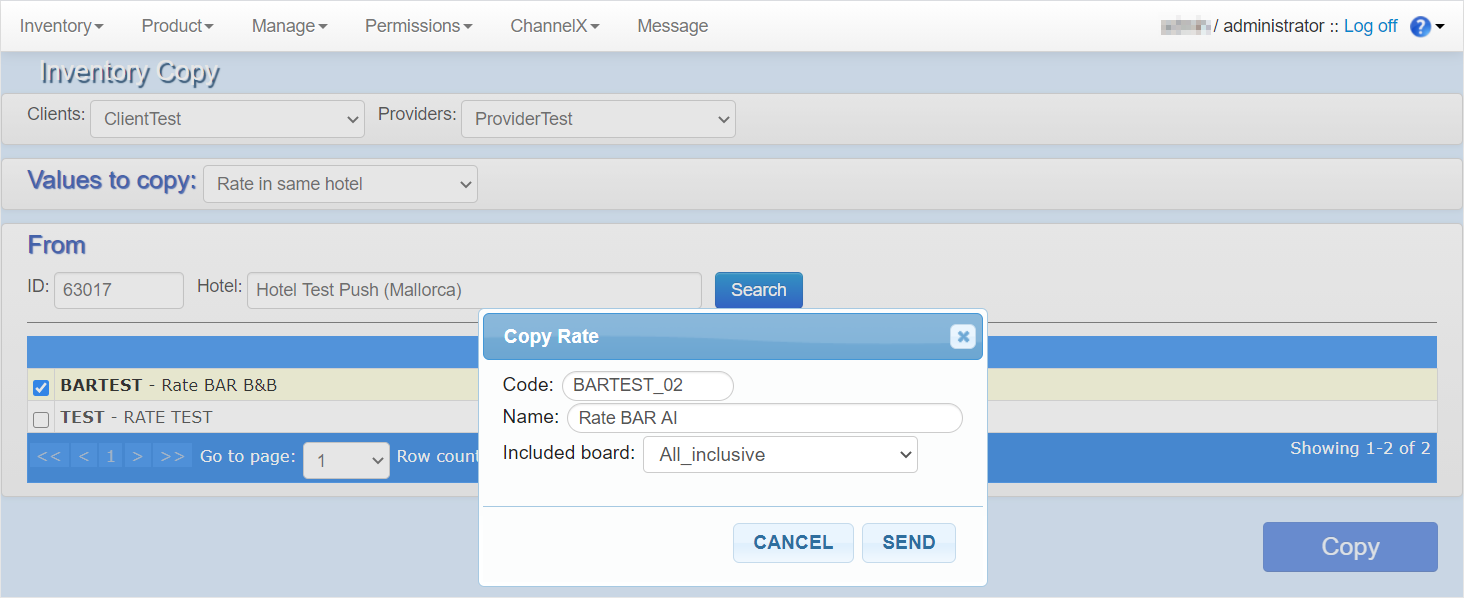 Inventory Product Manage Permissions ChannelX Message / administrator :: Log off ?
Inventory Copy
Clients: ClientTest Providers: ProviderTest
Values to copy: Rate in same hotel
From
ID: 63017 Hotel: Hotel Test Push (Mallorca) Search
Copy Rate
Code: BARTEST_02
Name: Rate BAR AI
Included board: All_inclusive
CANCEL SEND
BARTEST - Rate BAR B&B
TEST - RATE TEST
<< < 1 > >> Go to page: 1 Row count Showing 1-2 of 2
Copy